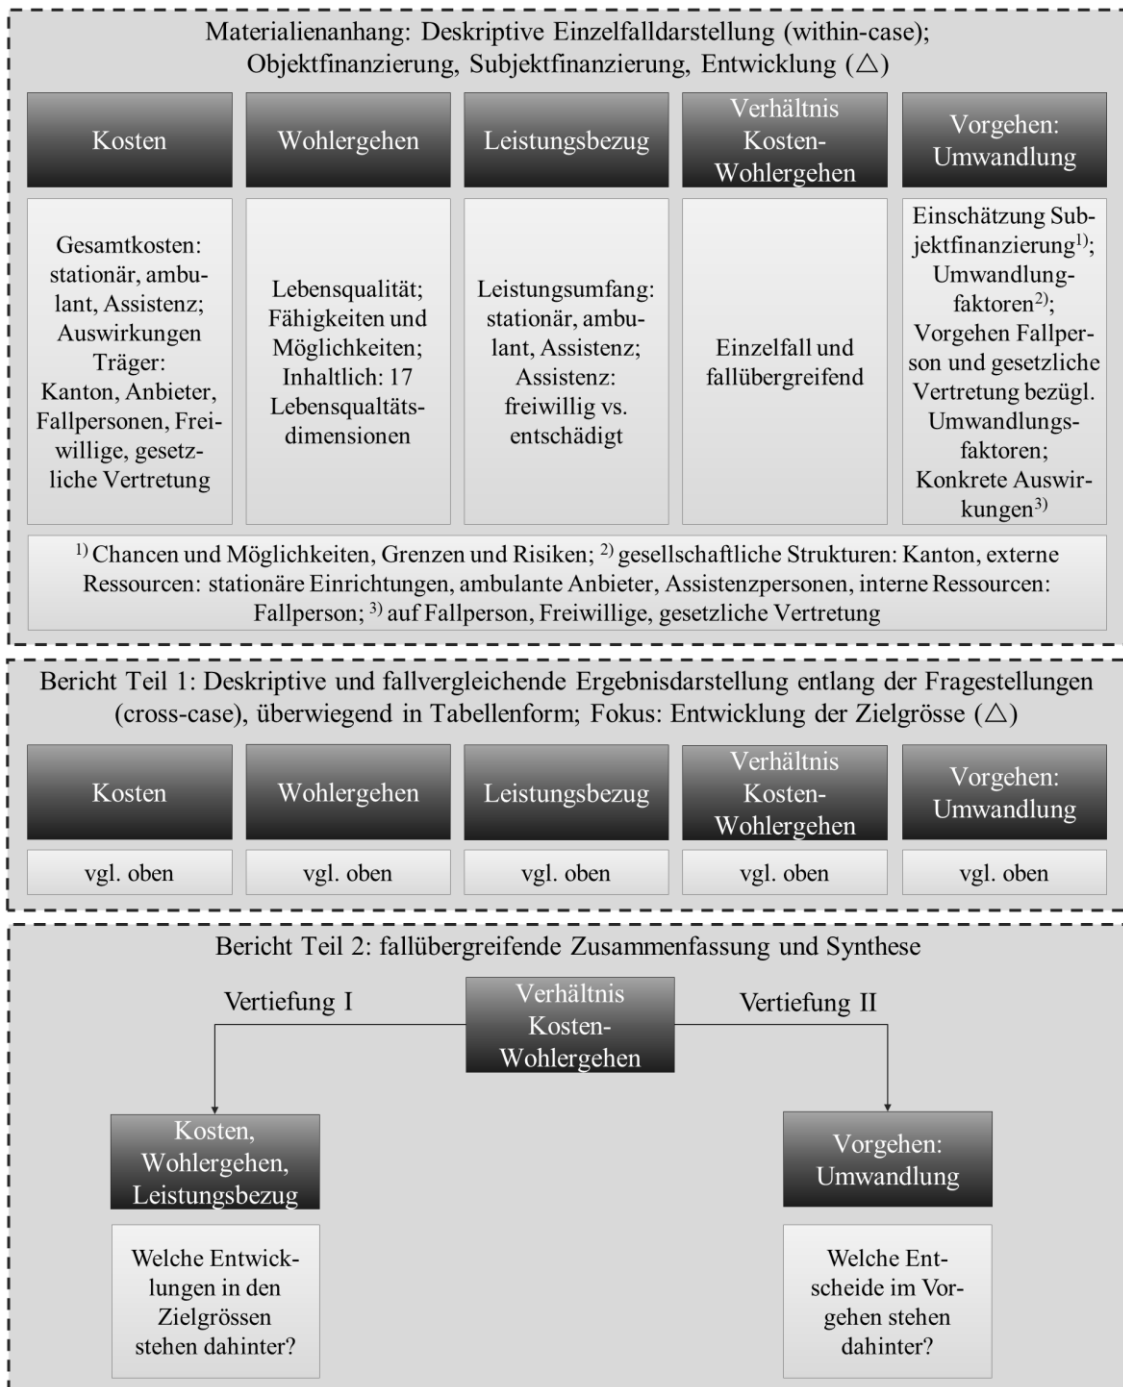 Materialienanhang: Deskriptive Einzelfalldarstellung (within-case);
Objektfinanzierung, Subjektfinanzierung, Entwicklung (△)
Kosten
Wohlergehen
Leistungsbezug
Verhältnis
Kosten-
Wohlergehen
Vorgehen:
Umwandlung
Gesamtkosten:
stationär, ambu-
lant, Assistenz;
Auswirkungen
Träger:
Kanton, Anbieter,
Fallpersonen, Frei-
willige, gesetz-
liche Vertretung
Lebensqualität;
Fähigkeiten und
Möglichkeiten;
Inhaltlich: 17
Lebensqualtäts-
dimensionen
Leistungsumfang:
stationär, ambu-
lant, Assistenz;
Assistenz:
freiwillig vs.
entschädigt
Einzelfall und
fallübergreifend
Einschätzung Sub-
jektfinanzierung¹⁾;
Umwandlung-
faktoren²⁾;
Vorgehen Fallper-
son und gesetzliche
Vertretung bezügl.
Umwandlungs-
faktoren;
Konkrete Auswir-
kungen³⁾
¹⁾ Chancen und Möglichkeiten, Grenzen und Risiken; ²⁾ gesellschaftliche Strukturen: Kanton, externe
Ressourcen: stationäre Einrichtungen, ambulante Anbieter, Assistenzpersonen, interne Ressourcen:
Fallperson; ³⁾ auf Fallperson, Freiwillige, gesetzliche Vertretung
Bericht Teil 1: Deskriptive und fallvergleichende Ergebnisdarstellung entlang der Fragestellungen
(cross-case), überwiegend in Tabellenform; Fokus: Entwicklung der Zielgrösse (△)
Kosten
Wohlergehen
Leistungsbezug
Verhältnis
Kosten-
Wohlergehen
Vorgehen:
Umwandlung
vgl. oben
vgl. oben
vgl. oben
vgl. oben
vgl. oben
Bericht Teil 2: fallübergreifende Zusammenfassung und Synthese
Vertiefung I
Verhältnis
Kosten-
Wohlergehen
Vertiefung II
Kosten,
Wohlergehen,
Leistungsbezug
Vorgehen:
Umwandlung
Welche Entwick-
lungen in den
Zielgrössen
stehen dahinter?
Welche Ent-
scheide im Vor-
gehen stehen
dahinter?